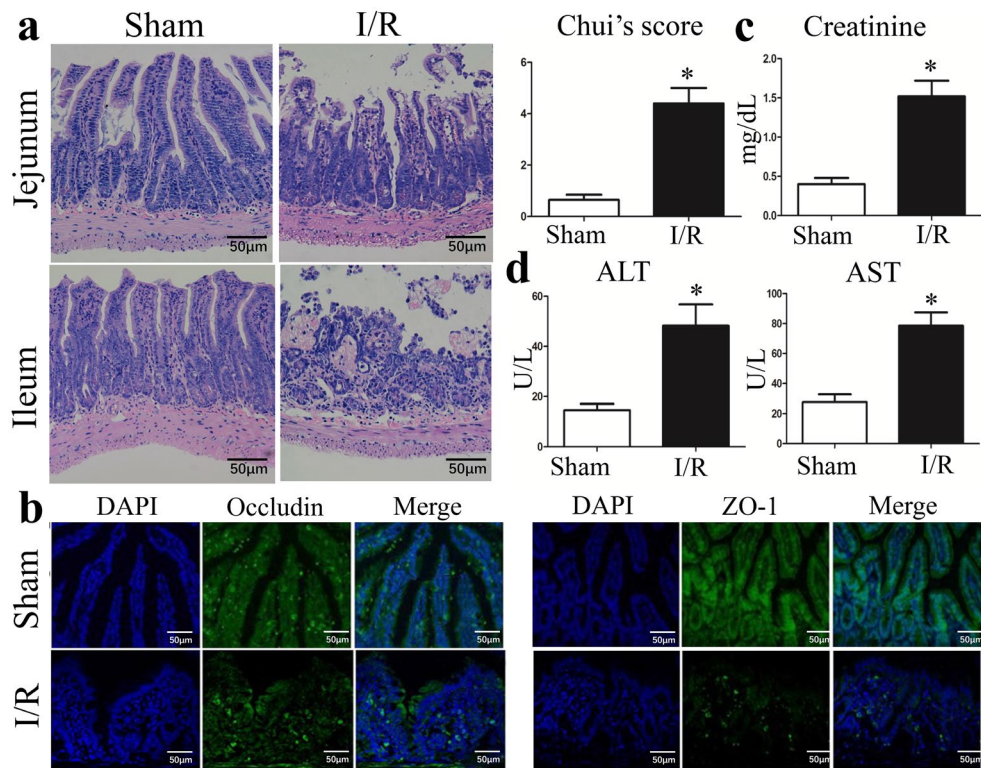 a
Sham
I/R
Jejunum
50μm
50μm
Ileum
50μm
50μm
Chui's score
6
4
2
0
*
Sham
I/R
c
Creatinine
mg/dL
2.0
1.5
1.0
0.5
0.0
*
Sham
I/R
d
ALT
U/L
60
40
20
0
*
Sham
I/R
AST
U/L
100
80
60
40
20
0
*
Sham
I/R
b
DAPI
Occludin
Merge
DAPI
ZO-1
Merge
Sham
50μm
50μm
50μm
50μm
50μm
50μm
I/R
50μm
50μm
50μm
50μm
50μm
50μm